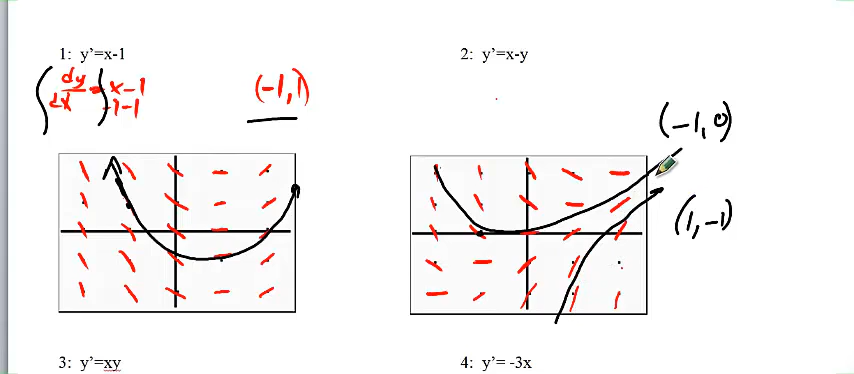 1: y'=x-1
2: y'=x-y
dy/dx = x-1
-1-1
(-1,1)
(-1,0)
(1,-1)
3: y'=xy
4: y'= -3x